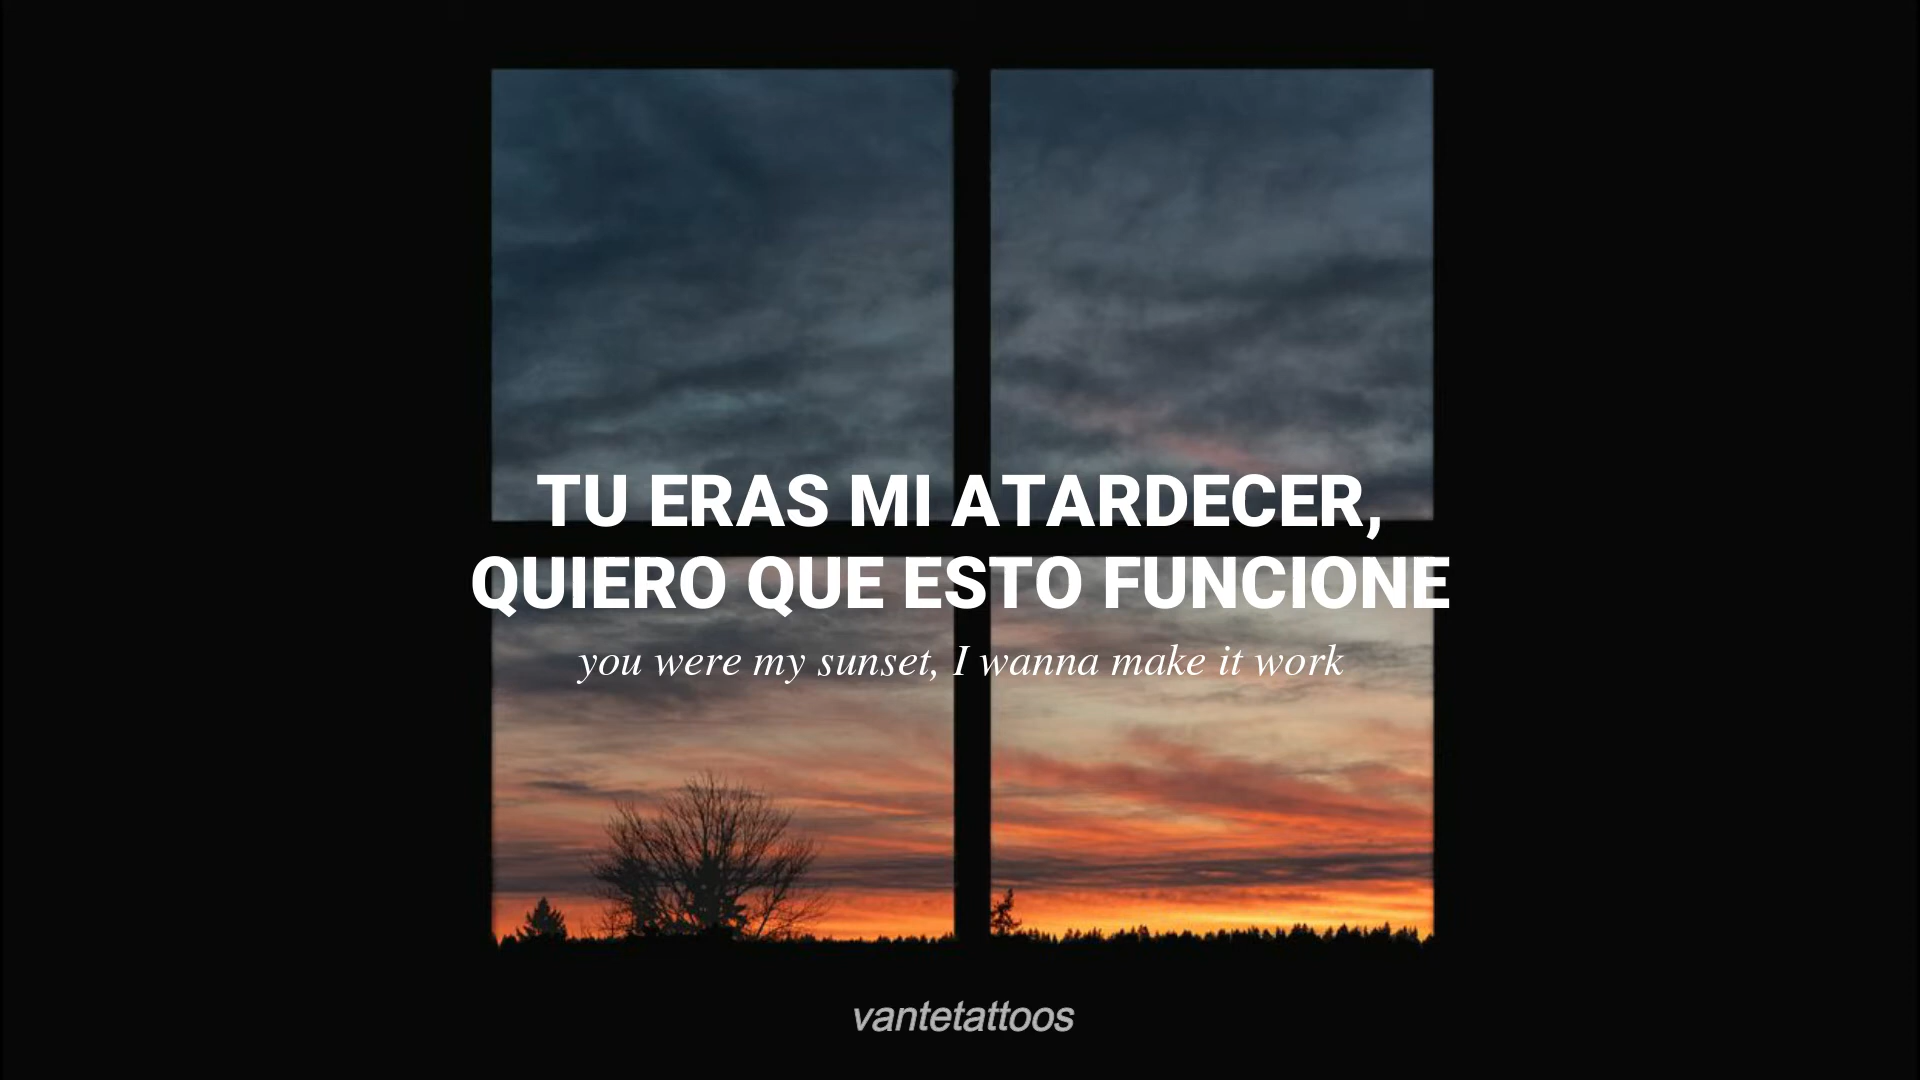 TU ERAS MI ATARDECER,
QUIERO QUE ESTO FUNCIONE
you were my sunset, I wanna make it work
vantetattoos